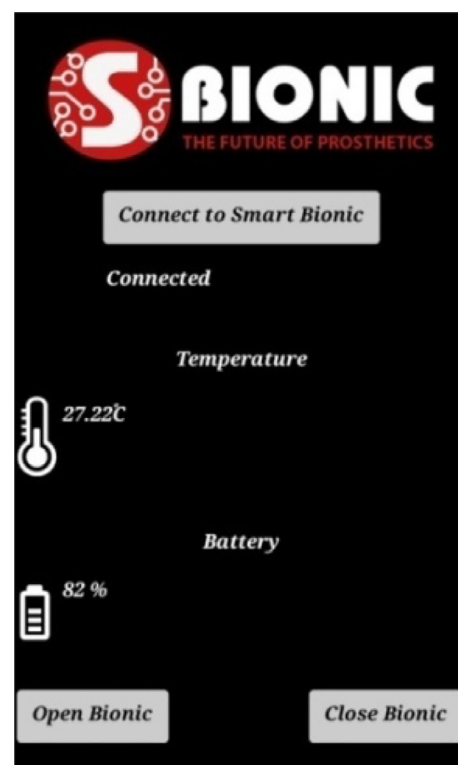 S BIONIC
THE FUTURE OF PROSTHETICS
Connect to Smart Bionic
Connected
Temperature
27.22°C
Battery
82 %
Open Bionic
Close Bionic